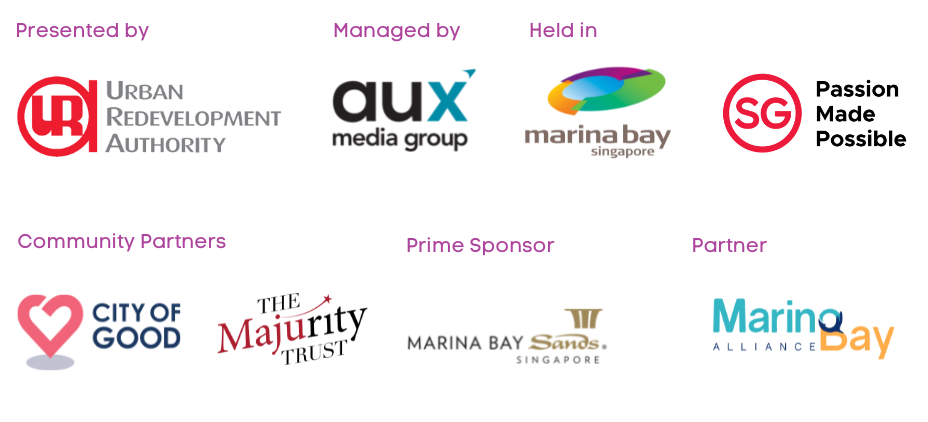 Presented by
Managed by
Held in
URA
URBAN
REDEVELOPMENT
AUTHORITY
aux
media group
marina bay
singapore
SG
Passion
Made
Possible
Community Partners
Prime Sponsor
Partner
CITY OF
GOOD
THE
Majurity
TRUST
MARINA BAY Sands®
SINGAPORE
Marina
ALLIANCE Bay